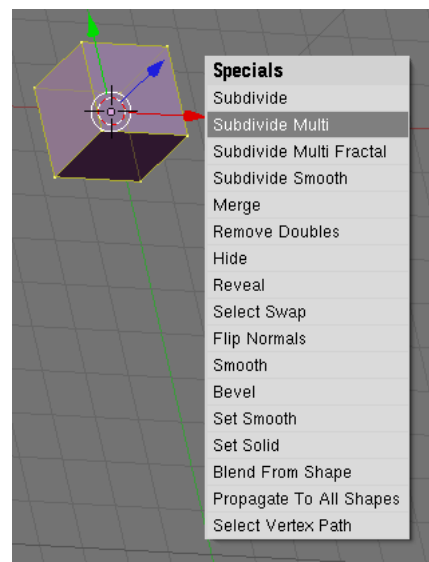 Specials
Subdivide
Subdivide Multi
Subdivide Multi Fractal
Subdivide Smooth
Merge
Remove Doubles
Hide
Reveal
Select Swap
Flip Normals
Smooth
Bevel
Set Smooth
Set Solid
Blend From Shape
Propagate To All Shapes
Select Vertex Path